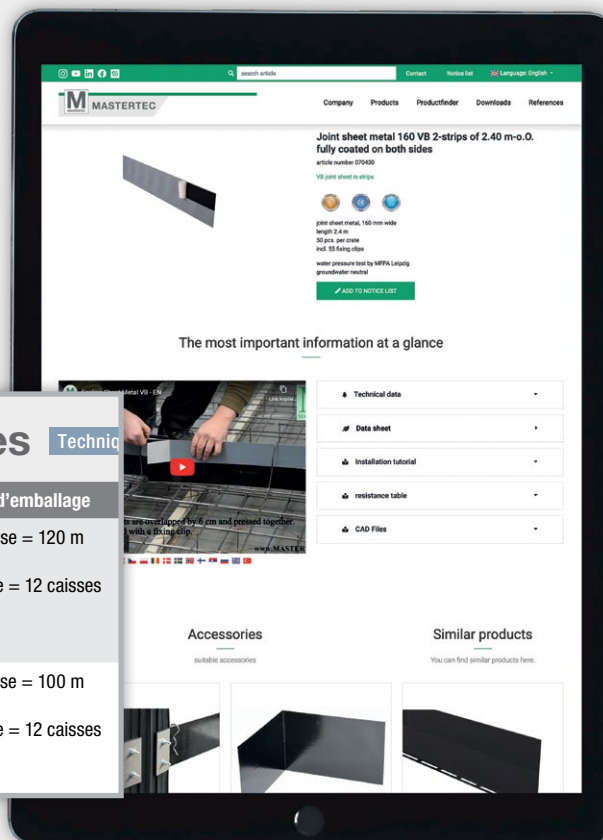 search article
Contact
Notice list
Language: English
M MASTERTEC
Company
Products
Productfinder
Downloads
References
Joint sheet metal 160 VB 2-strips of 2.40 m-o.O.
fully coated on both sides
article number 070430
VB joint sheet in strips
joint sheet metal, 160 mm wide
length 2.4 m
50 pcs. per crate
incl. 55 fixing clips
water pressure test by MFPA Leipzig
groundwater neutral
ADD TO NOTICE LIST
The most important information at a glance
Metal VB - EN
Technical data
Data sheet
Installation tutorial
resistance table
CAD Files
are overlapped by 6 cm and pressed together
with a fixing clip.
www.MASTER
es
Techniq
d'emballage
se = 120 m
e = 12 caisses
se = 100 m
e = 12 caisses
Accessories
suitable accessories
Similar products
You can find similar products here.